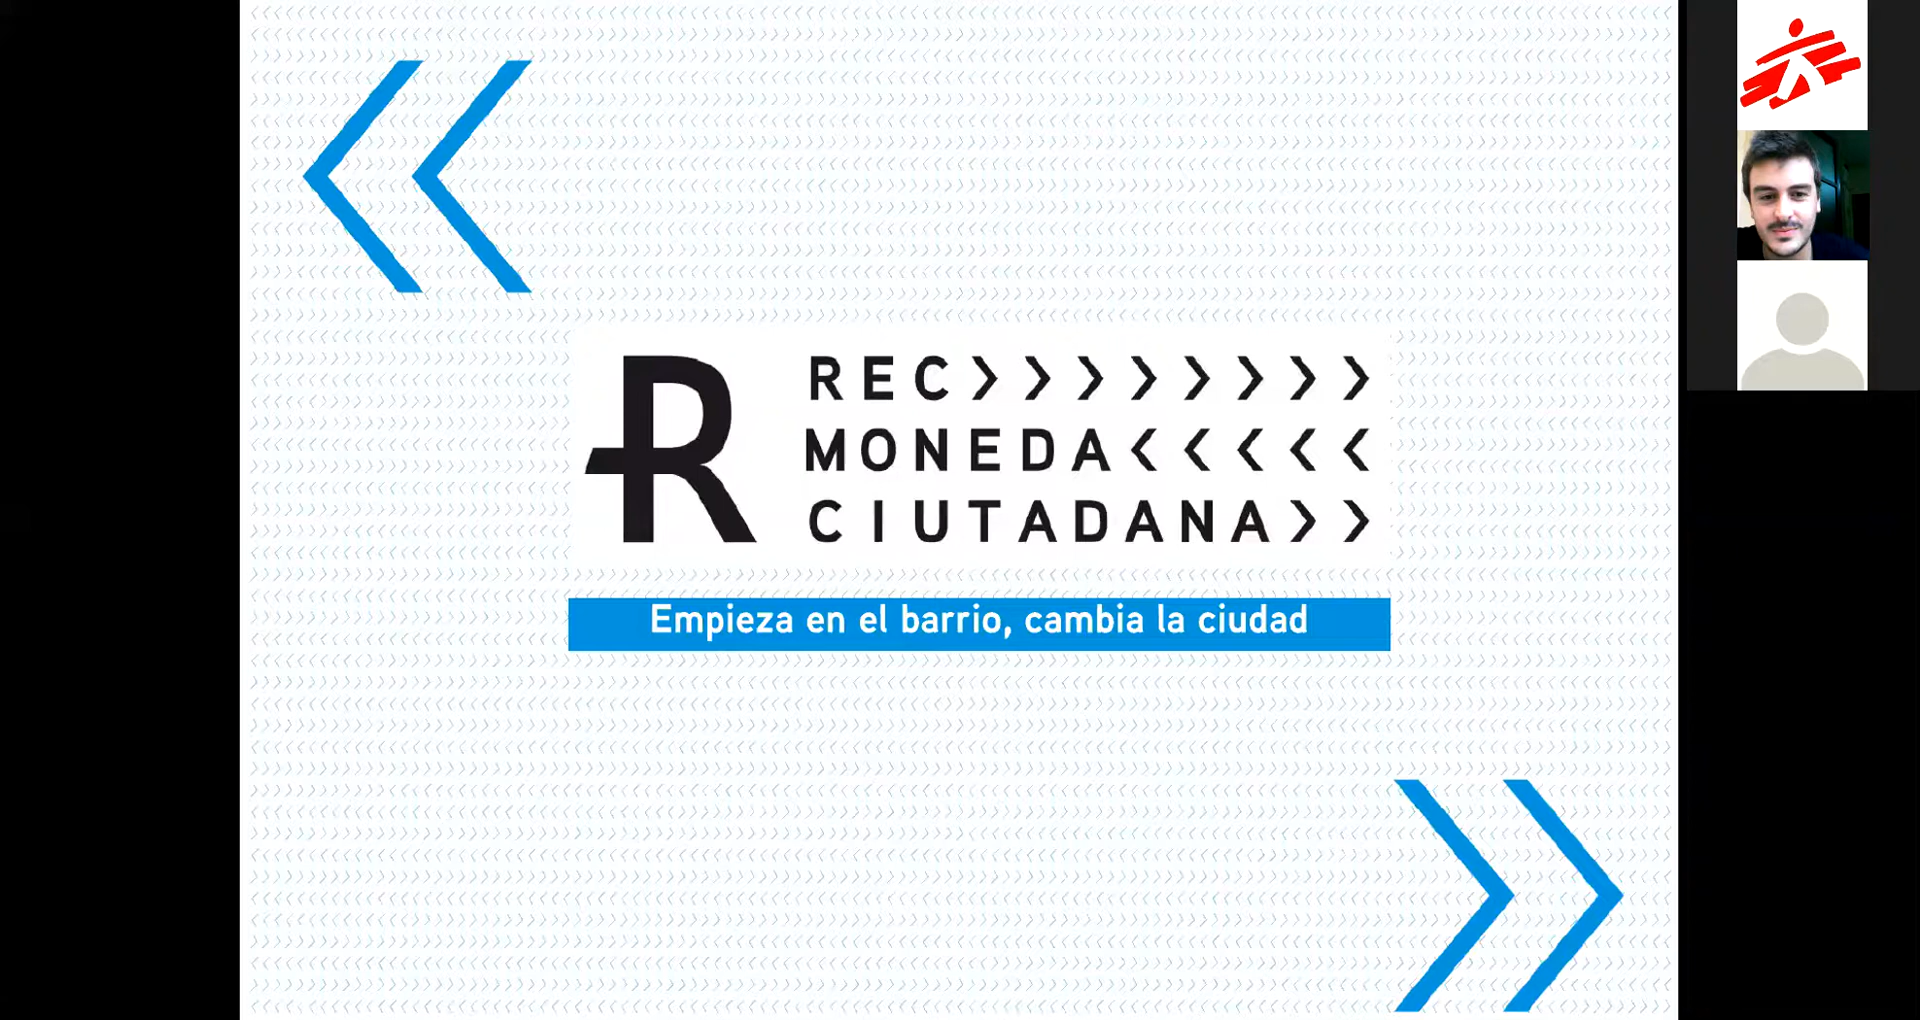 REC>>>>>>>>
MONEDA<<<<<
CIUTADANA>>
Empieza en el barrio, cambia la ciudad